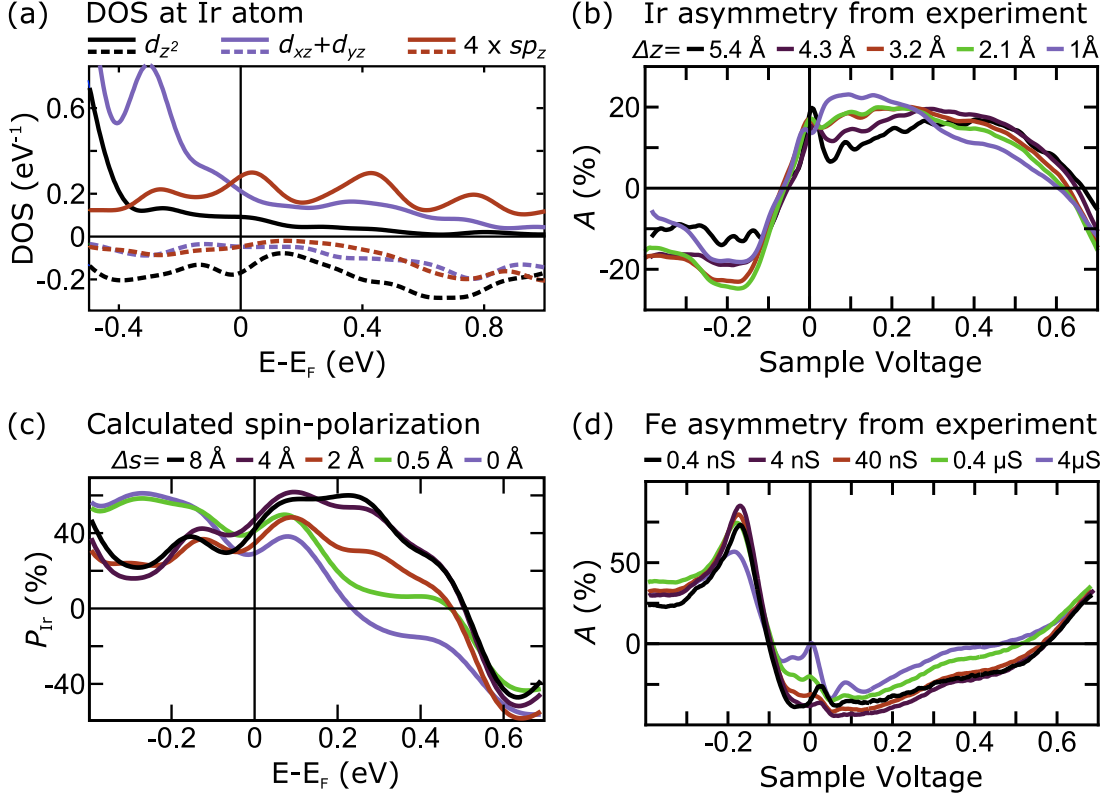 (a) DOS at Ir atom
d_z² d_xz+d_yz 4 x sp_z
DOS (eV⁻¹)
0.6
0.2
0
-0.2
-0.4 0 0.4 0.8
E-E_F (eV)
(b) Ir asymmetry from experiment
Δz= 5.4 Å 4.3 Å 3.2 Å 2.1 Å 1Å
A (%)
20
0
-20
-0.2 0 0.2 0.4 0.6
Sample Voltage
(c) Calculated spin-polarization
Δs= 8 Å 4 Å 2 Å 0.5 Å 0 Å
P_Ir (%)
40
0
-40
-0.2 0 0.2 0.4 0.6
E-E_F (eV)
(d) Fe asymmetry from experiment
0.4 nS 4 nS 40 nS 0.4 µS 4µS
A (%)
50
0
-0.2 0 0.2 0.4 0.6
Sample Voltage